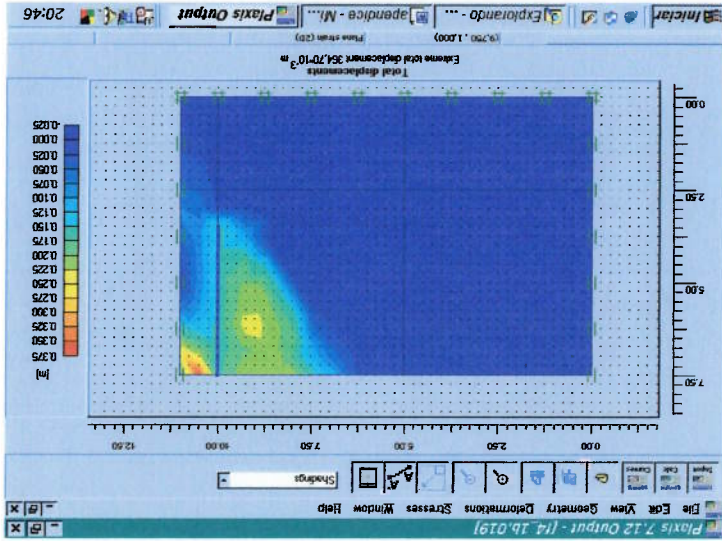 Plaxis 7.12 Output - [f4_1b.019]
File Edit View Geometry Deformations Stresses Window Help
Input Calc Curves
Shadings
0.00 2.50 5.00 7.50 10.00 12.50
7.50
5.00
2.50
0.00
[m]
0.375
0.350
0.325
0.300
0.275
0.250
0.225
0.200
0.175
0.150
0.125
0.100
0.075
0.050
0.025
0.000
-0.025
Total displacements
Extreme total displacement 364,70*10-3 m
(9,750 , 1,000) Plane strain (2D)
Iniciar Explorando - ... apendice - Mi... Plaxis Output 20:46